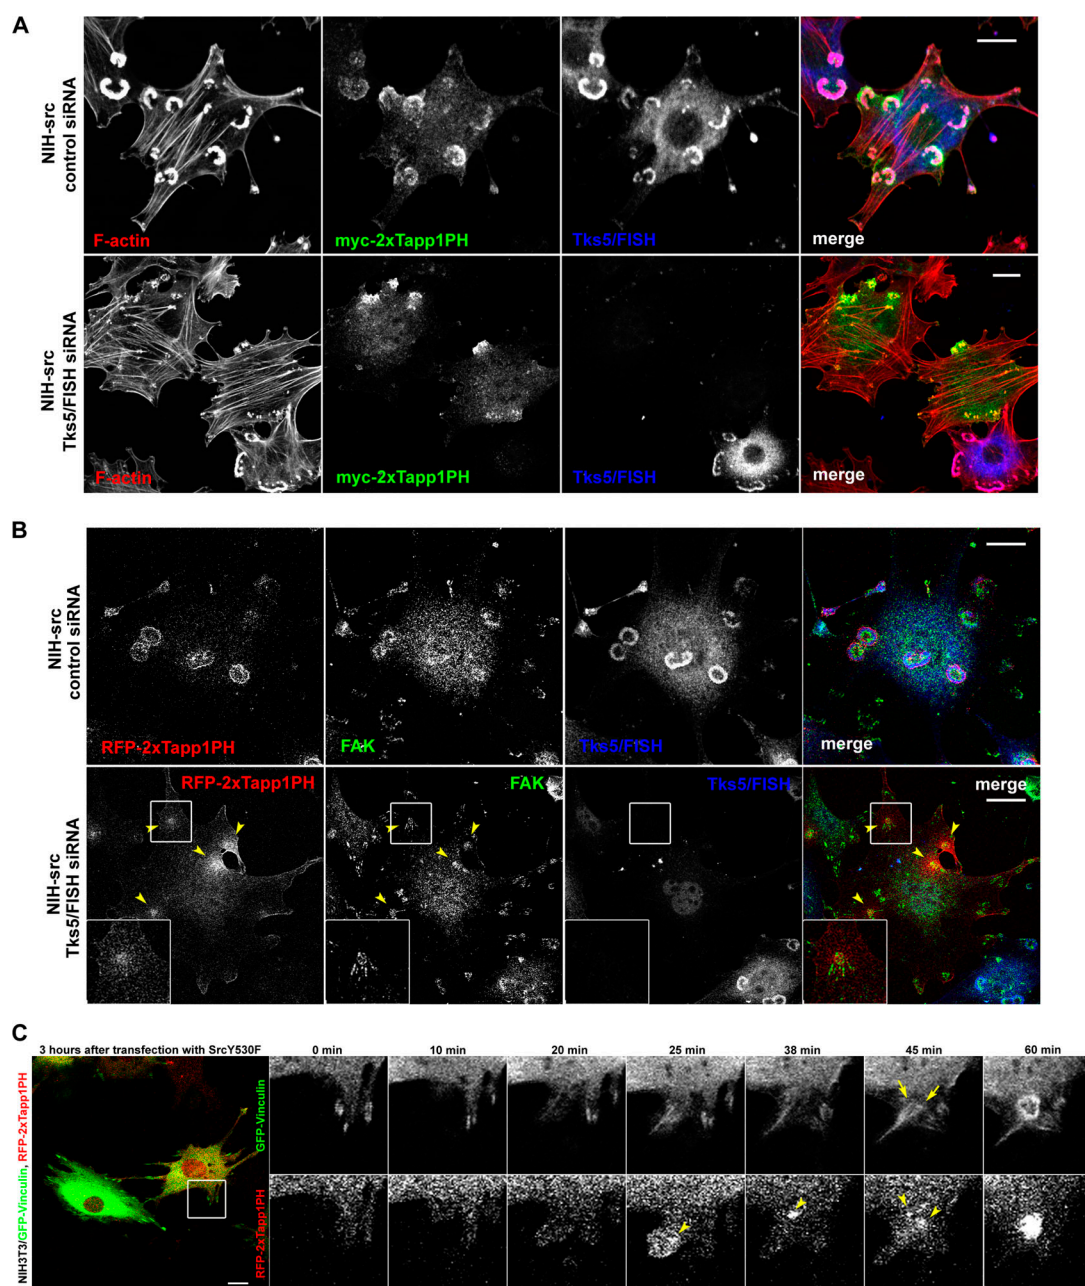 A
NIH-src
control siRNA
F-actin
myc-2xTapp1PH
Tks5/FISH
merge
NIH-src
Tks5/FISH siRNA
F-actin
myc-2xTapp1PH
Tks5/FISH
merge
B
NIH-src
control siRNA
RFP-2xTapp1PH
FAK
Tks5/FISH
merge
NIH-src
Tks5/FISH siRNA
RFP-2xTapp1PH
FAK
Tks5/FISH
merge
C
3 hours after transfection with SrcY530F
0 min
10 min
20 min
25 min
38 min
45 min
60 min
NIH3T3/GFP-Vinculin, RFP-2xTapp1PH
GFP-Vinculin
RFP-2xTapp1PH